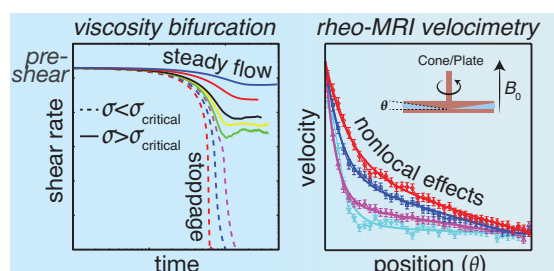 viscosity bifurcation
pre-
shear
steady flow
σ<σcritical
σ>σcritical
stoppage
shear rate
time
rheo-MRI velocimetry
Cone/Plate
B0
θ
nonlocal effects
velocity
position (θ)